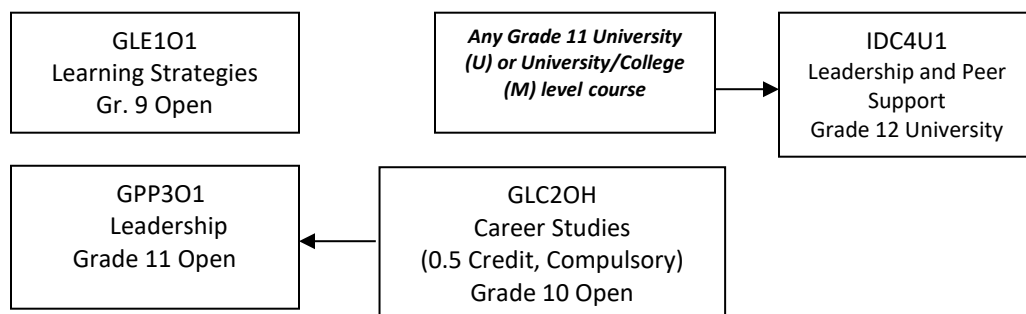 GLE1O1
Learning Strategies
Gr. 9 Open
Any Grade 11 University
(U) or University/College
(M) level course
IDC4U1
Leadership and Peer
Support
Grade 12 University
GPP3O1
Leadership
Grade 11 Open
GLC2OH
Career Studies
(0.5 Credit, Compulsory)
Grade 10 Open